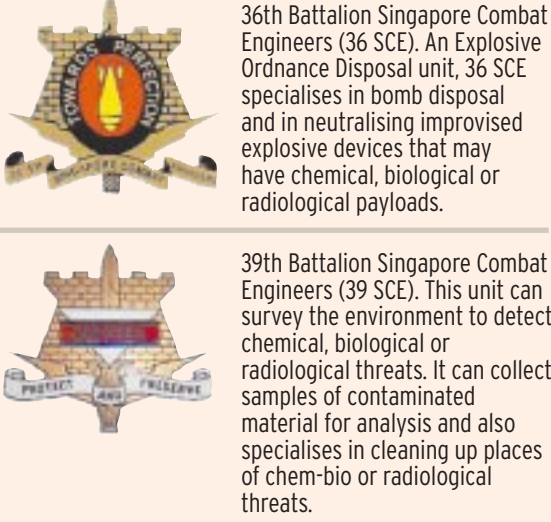 TOWARDS PERFECTION
SINGAPORE COMBAT
36th Battalion Singapore Combat
Engineers (36 SCE). An Explosive
Ordnance Disposal unit, 36 SCE
specialises in bomb disposal
and in neutralising improvised
explosive devices that may
have chemical, biological or
radiological payloads.
PROTECT AND PRESERVE
39th Battalion Singapore Combat
Engineers (39 SCE). This unit can
survey the environment to detect
chemical, biological or
radiological threats. It can collect
samples of contaminated
material for analysis and also
specialises in cleaning up places
of chem-bio or radiological
threats.